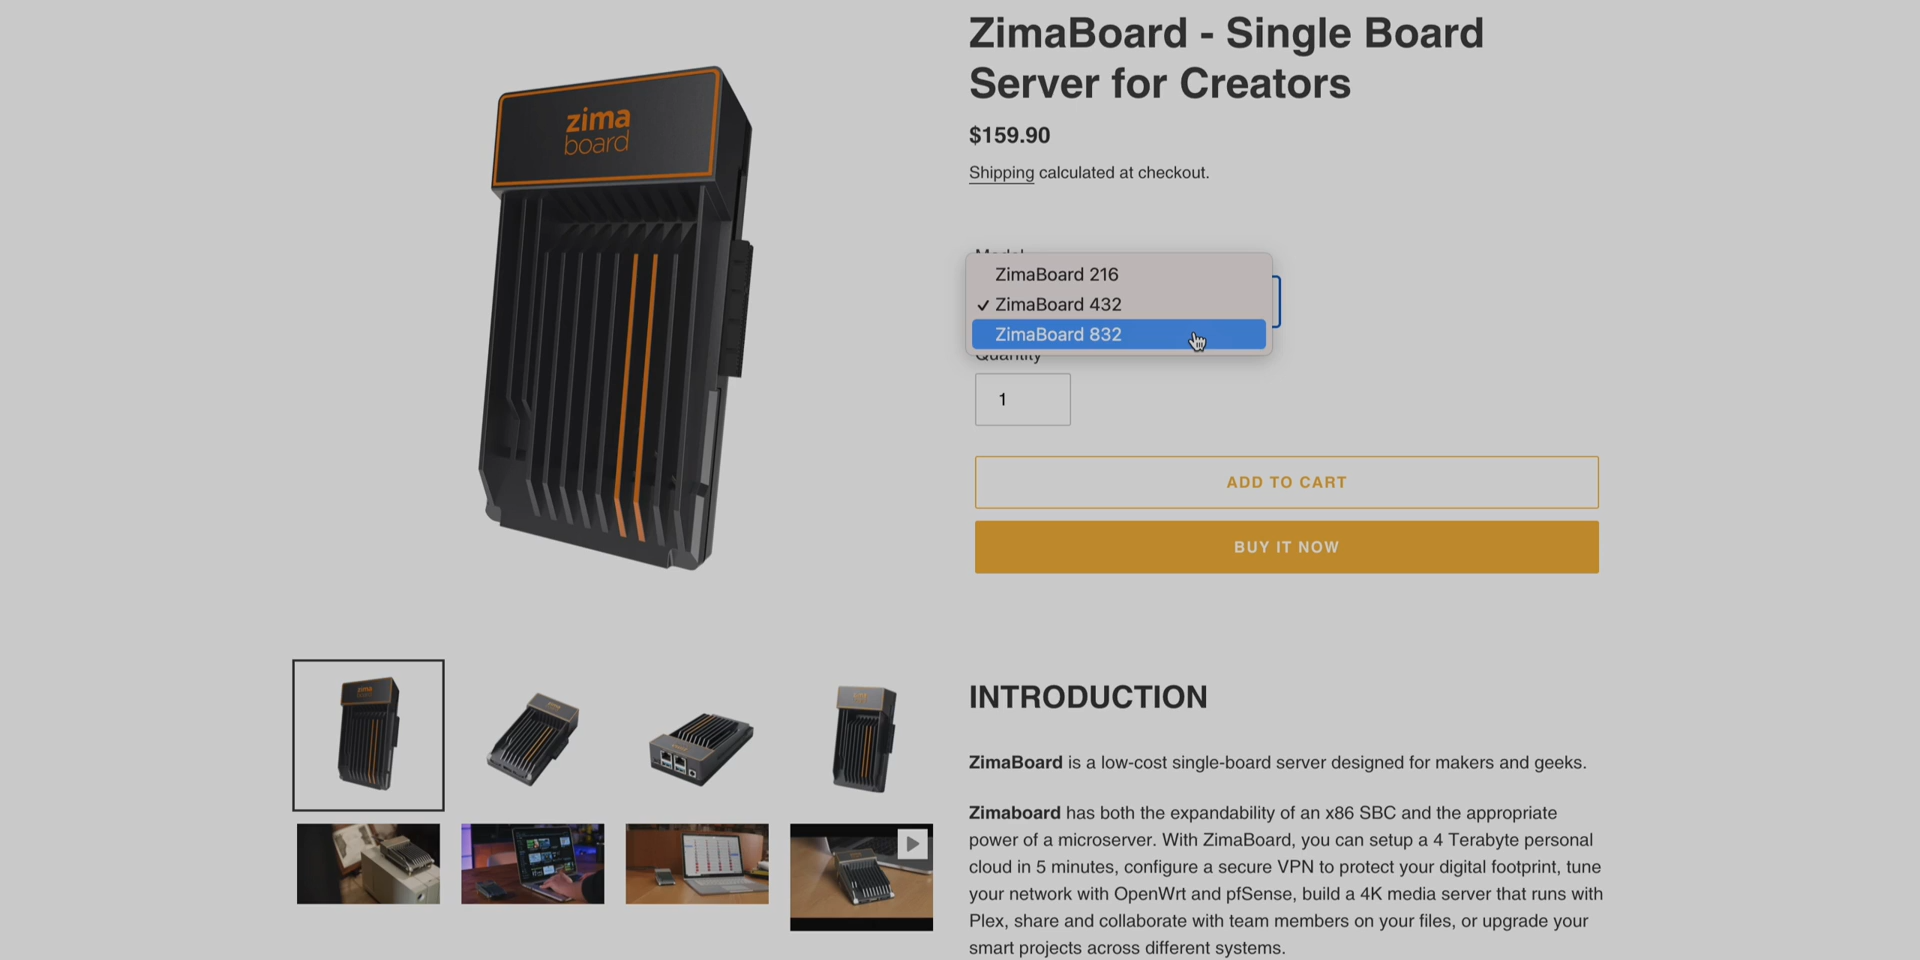 zima
board
ZimaBoard - Single Board
Server for Creators
$159.90
Shipping calculated at checkout.
Model
ZimaBoard 216
✓ ZimaBoard 432
ZimaBoard 832
Quantity
1
ADD TO CART
BUY IT NOW
INTRODUCTION
ZimaBoard is a low-cost single-board server designed for makers and geeks.
Zimaboard has both the expandability of an x86 SBC and the appropriate
power of a microserver. With ZimaBoard, you can setup a 4 Terabyte personal
cloud in 5 minutes, configure a secure VPN to protect your digital footprint, tune
your network with OpenWrt and pfSense, build a 4K media server that runs with
Plex, share and collaborate with team members on your files, or upgrade your
smart projects across different systems.
zima